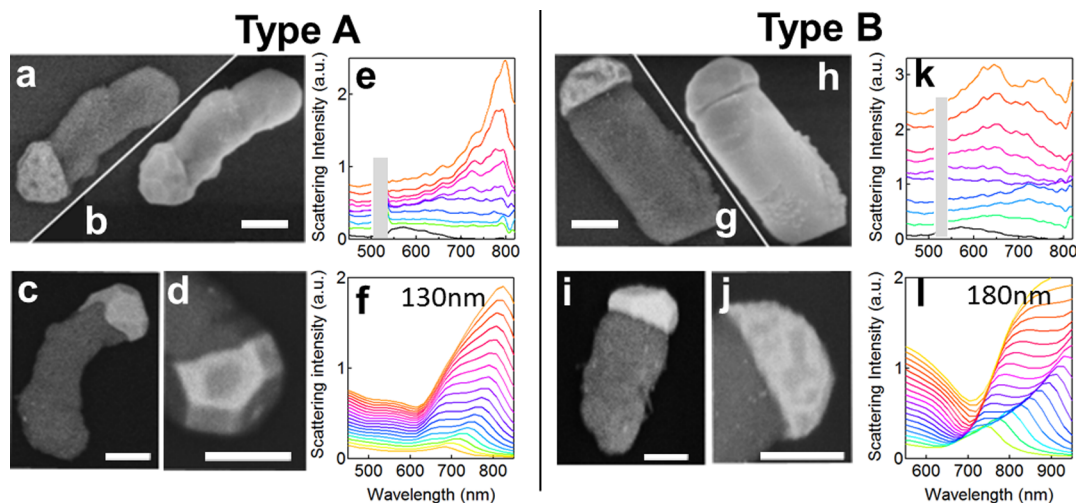 Type A
Type B
a
b
c
d
e
Scattering Intensity (a.u.)
2
1
0
500 600 700 800
f
130nm
Scattering intensity (a.u.)
2
1
0
500 600 700 800
Wavelength (nm)
h
g
i
j
k
Scattering Intensity (a.u.)
3
2
1
0
500 600 700 800
l
180nm
Scattering Intensity (a.u.)
2
1
0
600 700 800 900
Wavelength (nm)